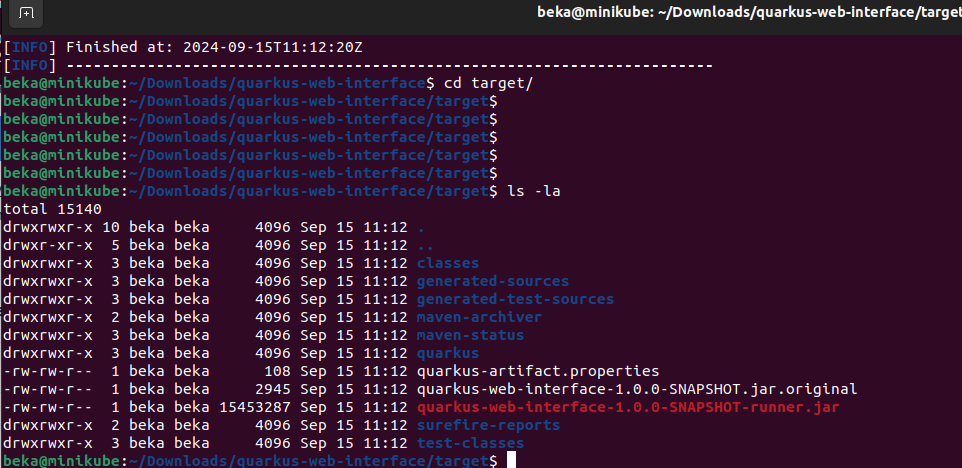 beka@minikube: ~/Downloads/quarkus-web-interface/target
[INFO] Finished at: 2024-09-15T11:12:20Z
[INFO] ------------------------------------------------------------------------
beka@minikube:~/Downloads/quarkus-web-interface$ cd target/
beka@minikube:~/Downloads/quarkus-web-interface/target$
beka@minikube:~/Downloads/quarkus-web-interface/target$
beka@minikube:~/Downloads/quarkus-web-interface/target$
beka@minikube:~/Downloads/quarkus-web-interface/target$
beka@minikube:~/Downloads/quarkus-web-interface/target$
beka@minikube:~/Downloads/quarkus-web-interface/target$ ls -la
total 15140
drwxrwxr-x 10 beka beka     4096 Sep 15 11:12 .
drwxr-xr-x  5 beka beka     4096 Sep 15 11:12 ..
drwxrwxr-x  3 beka beka     4096 Sep 15 11:12 classes
drwxrwxr-x  3 beka beka     4096 Sep 15 11:12 generated-sources
drwxrwxr-x  3 beka beka     4096 Sep 15 11:12 generated-test-sources
drwxrwxr-x  2 beka beka     4096 Sep 15 11:12 maven-archiver
drwxrwxr-x  3 beka beka     4096 Sep 15 11:12 maven-status
drwxrwxr-x  3 beka beka     4096 Sep 15 11:12 quarkus
-rw-rw-r--  1 beka beka      108 Sep 15 11:12 quarkus-artifact.properties
-rw-rw-r--  1 beka beka     2945 Sep 15 11:12 quarkus-web-interface-1.0.0-SNAPSHOT.jar.original
-rw-rw-r--  1 beka beka 15453287 Sep 15 11:12 quarkus-web-interface-1.0.0-SNAPSHOT-runner.jar
drwxrwxr-x  2 beka beka     4096 Sep 15 11:12 surefire-reports
drwxrwxr-x  3 beka beka     4096 Sep 15 11:12 test-classes
beka@minikube:~/Downloads/quarkus-web-interface/target$